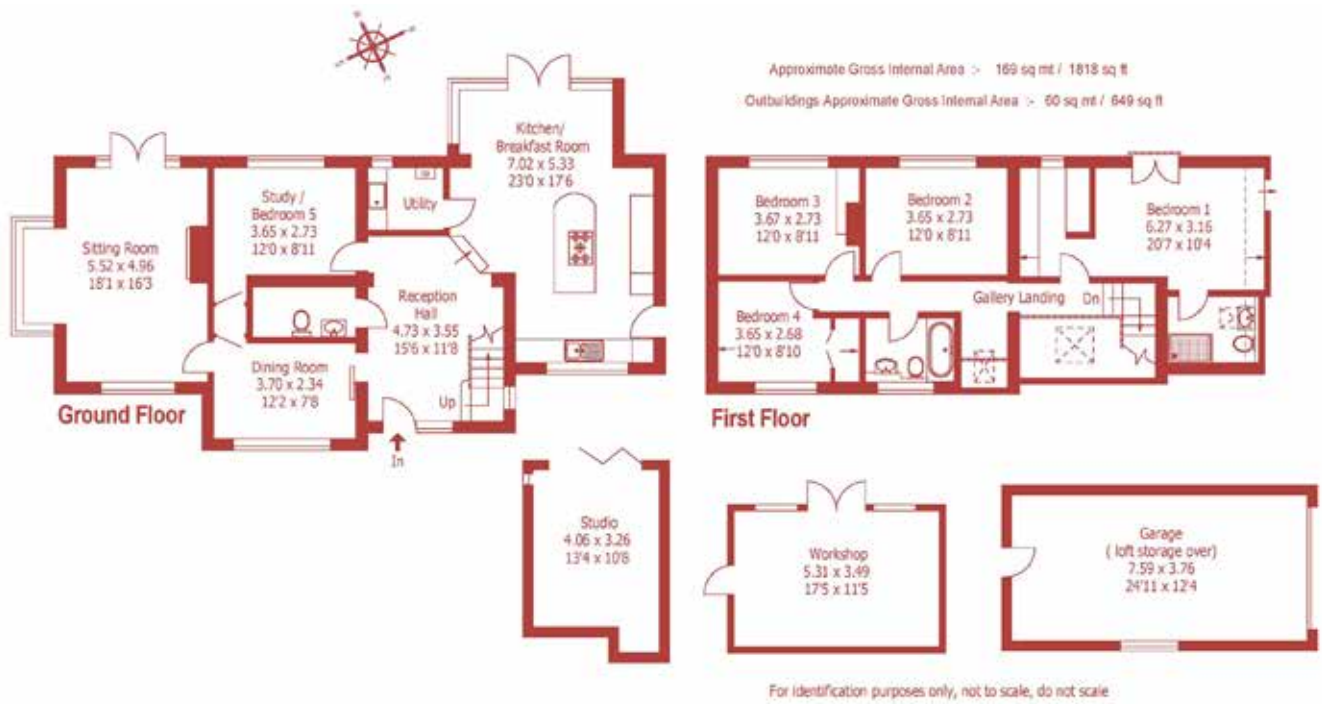 Approximate Gross Internal Area :- 169 sq mt / 1818 sq ft
Outbuildings Approximate Gross Internal Area :- 60 sq mt / 649 sq ft
Kitchen/
Breakfast Room
7.02 x 5.33
23'0 x 17'6
Utility
Study /
Bedroom 5
3.65 x 2.73
12'0 x 8'11
Sitting Room
5.52 x 4.96
18'1 x 16'3
Reception
Hall
4.73 x 3.55
15'6 x 11'8
Dining Room
3.70 x 2.34
12'2 x 7'8
Up
In
Ground Floor
Bedroom 3
3.67 x 2.73
12'0 x 8'11
Bedroom 2
3.65 x 2.73
12'0 x 8'11
Bedroom 1
6.27 x 3.16
20'7 x 10'4
Gallery Landing
Dn
Bedroom 4
3.65 x 2.68
12'0 x 8'10
First Floor
Studio
4.06 x 3.26
13'4 x 10'8
Workshop
5.31 x 3.49
17'5 x 11'5
Garage
( loft storage over)
7.59 x 3.76
24'11 x 12'4
For identification purposes only, not to scale, do not scale